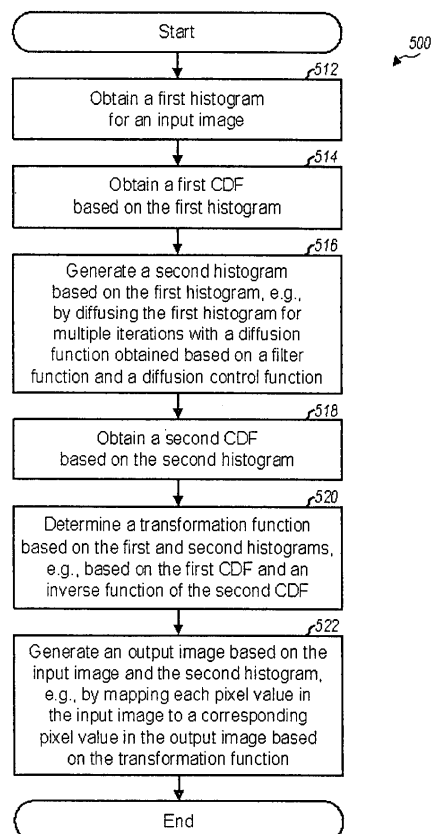 Start
500
512
Obtain a first histogram
for an input image
514
Obtain a first CDF
based on the first histogram
516
Generate a second histogram
based on the first histogram, e.g.,
by diffusing the first histogram for
multiple iterations with a diffusion
function obtained based on a filter
function and a diffusion control function
518
Obtain a second CDF
based on the second histogram
520
Determine a transformation function
based on the first and second histograms,
e.g., based on the first CDF and an
inverse function of the second CDF
522
Generate an output image based on the
input image and the second histogram,
e.g., by mapping each pixel value in
the input image to a corresponding
pixel value in the output image based
on the transformation function
End